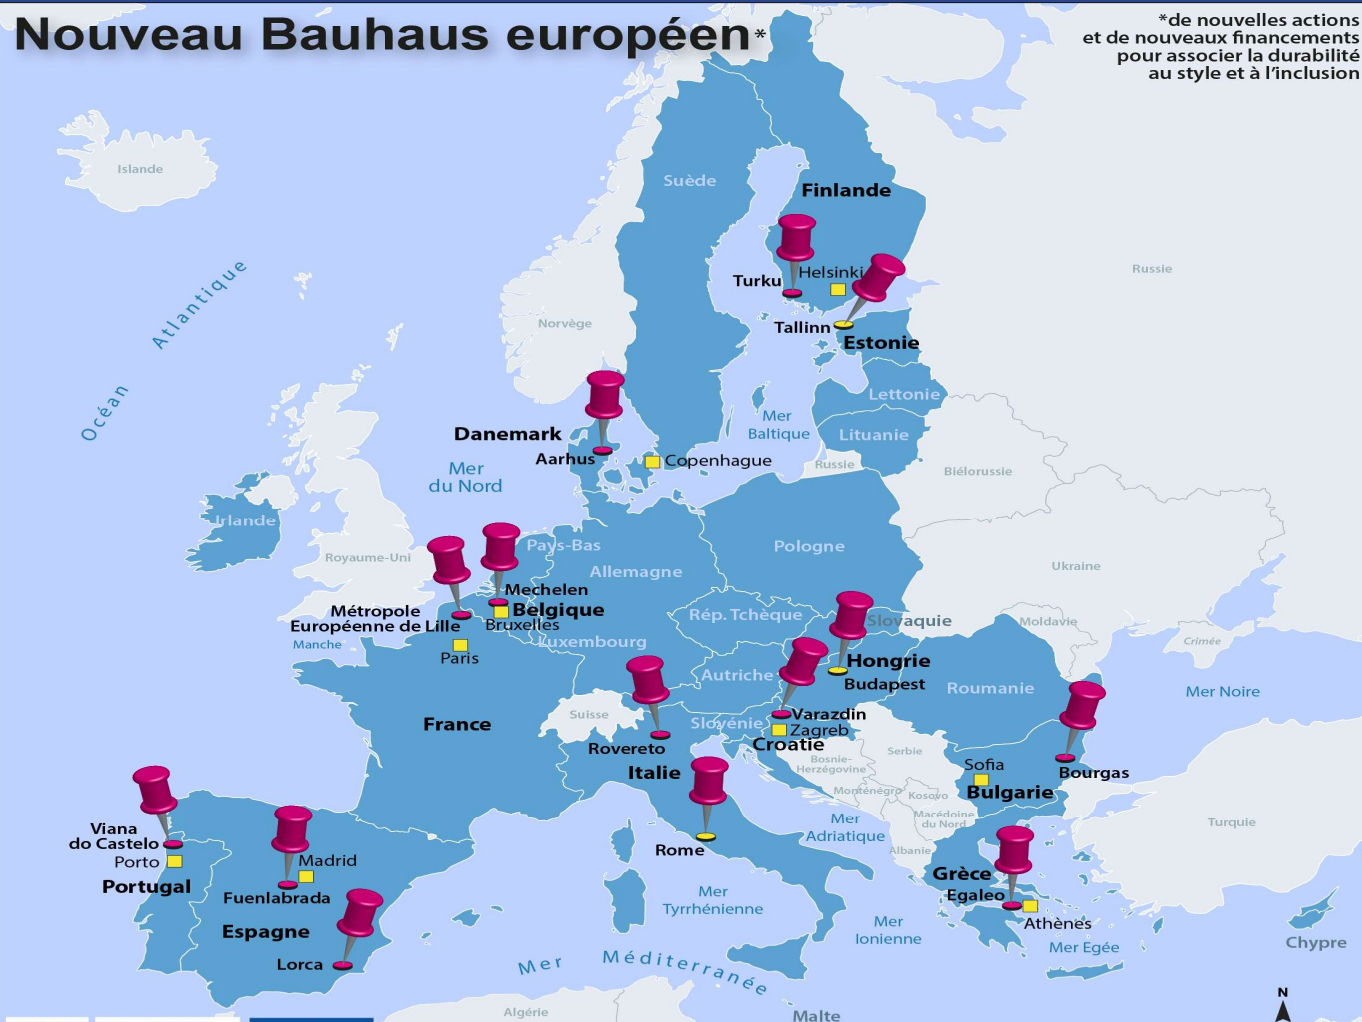 Nouveau Bauhaus européen*
*de nouvelles actions
et de nouveaux financements
pour associer la durabilité
au style et à l'inclusion
Islande
Suède
Finlande
Océan Atlantique
Russie
Turku
Helsinki
Norvège
Tallinn
Estonie
Lettonie
Mer
Baltique
Lituanie
Danemark
Aarhus
Copenhague
Russie
Biélorussie
Mer
du Nord
Irlande
Royaume-Uni
Pays-Bas
Allemagne
Pologne
Ukraine
Mechelen
Métropole
Européenne de Lille
Belgique
Bruxelles
Rép. Tchèque
Slovaquie
Moldavie
Manche
Luxembourg
Crimée
Paris
Hongrie
Budapest
Autriche
Roumanie
Mer Noire
France
Suisse
Slovénie
Varazdin
Zagreb
Croatie
Rovereto
Italie
Serbie
Bosnie-
Herzégovine
Sofia
Bourgas
Bulgarie
Monténégro
Kosovo
Macédoine
du Nord
Turquie
Viana
do Castelo
Porto
Portugal
Madrid
Fuenlabrada
Espagne
Lorca
Rome
Mer
Adriatique
Albanie
Grèce
Egaleo
Athènes
Mer
Tyrrhénienne
Mer
Ionienne
Mer Egée
Chypre
Mer Méditerranée
Algérie
Malte
N